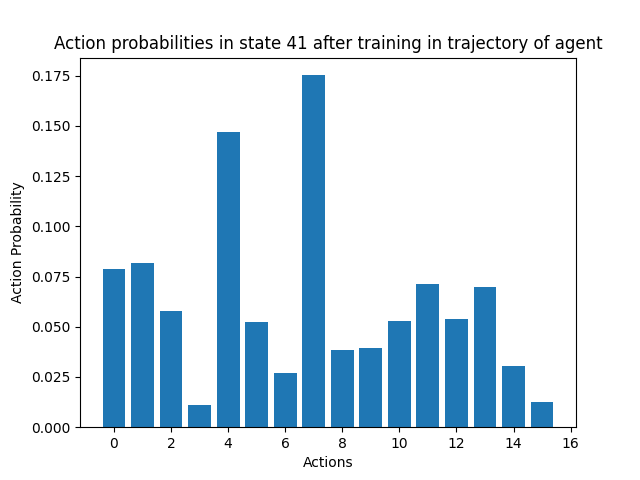 Action probabilities in state 41 after training in trajectory of agent
0.175
0.150
0.125
0.100
0.075
0.050
0.025
0.000
Action Probability
0 2 4 6 8 10 12 14 16
Actions